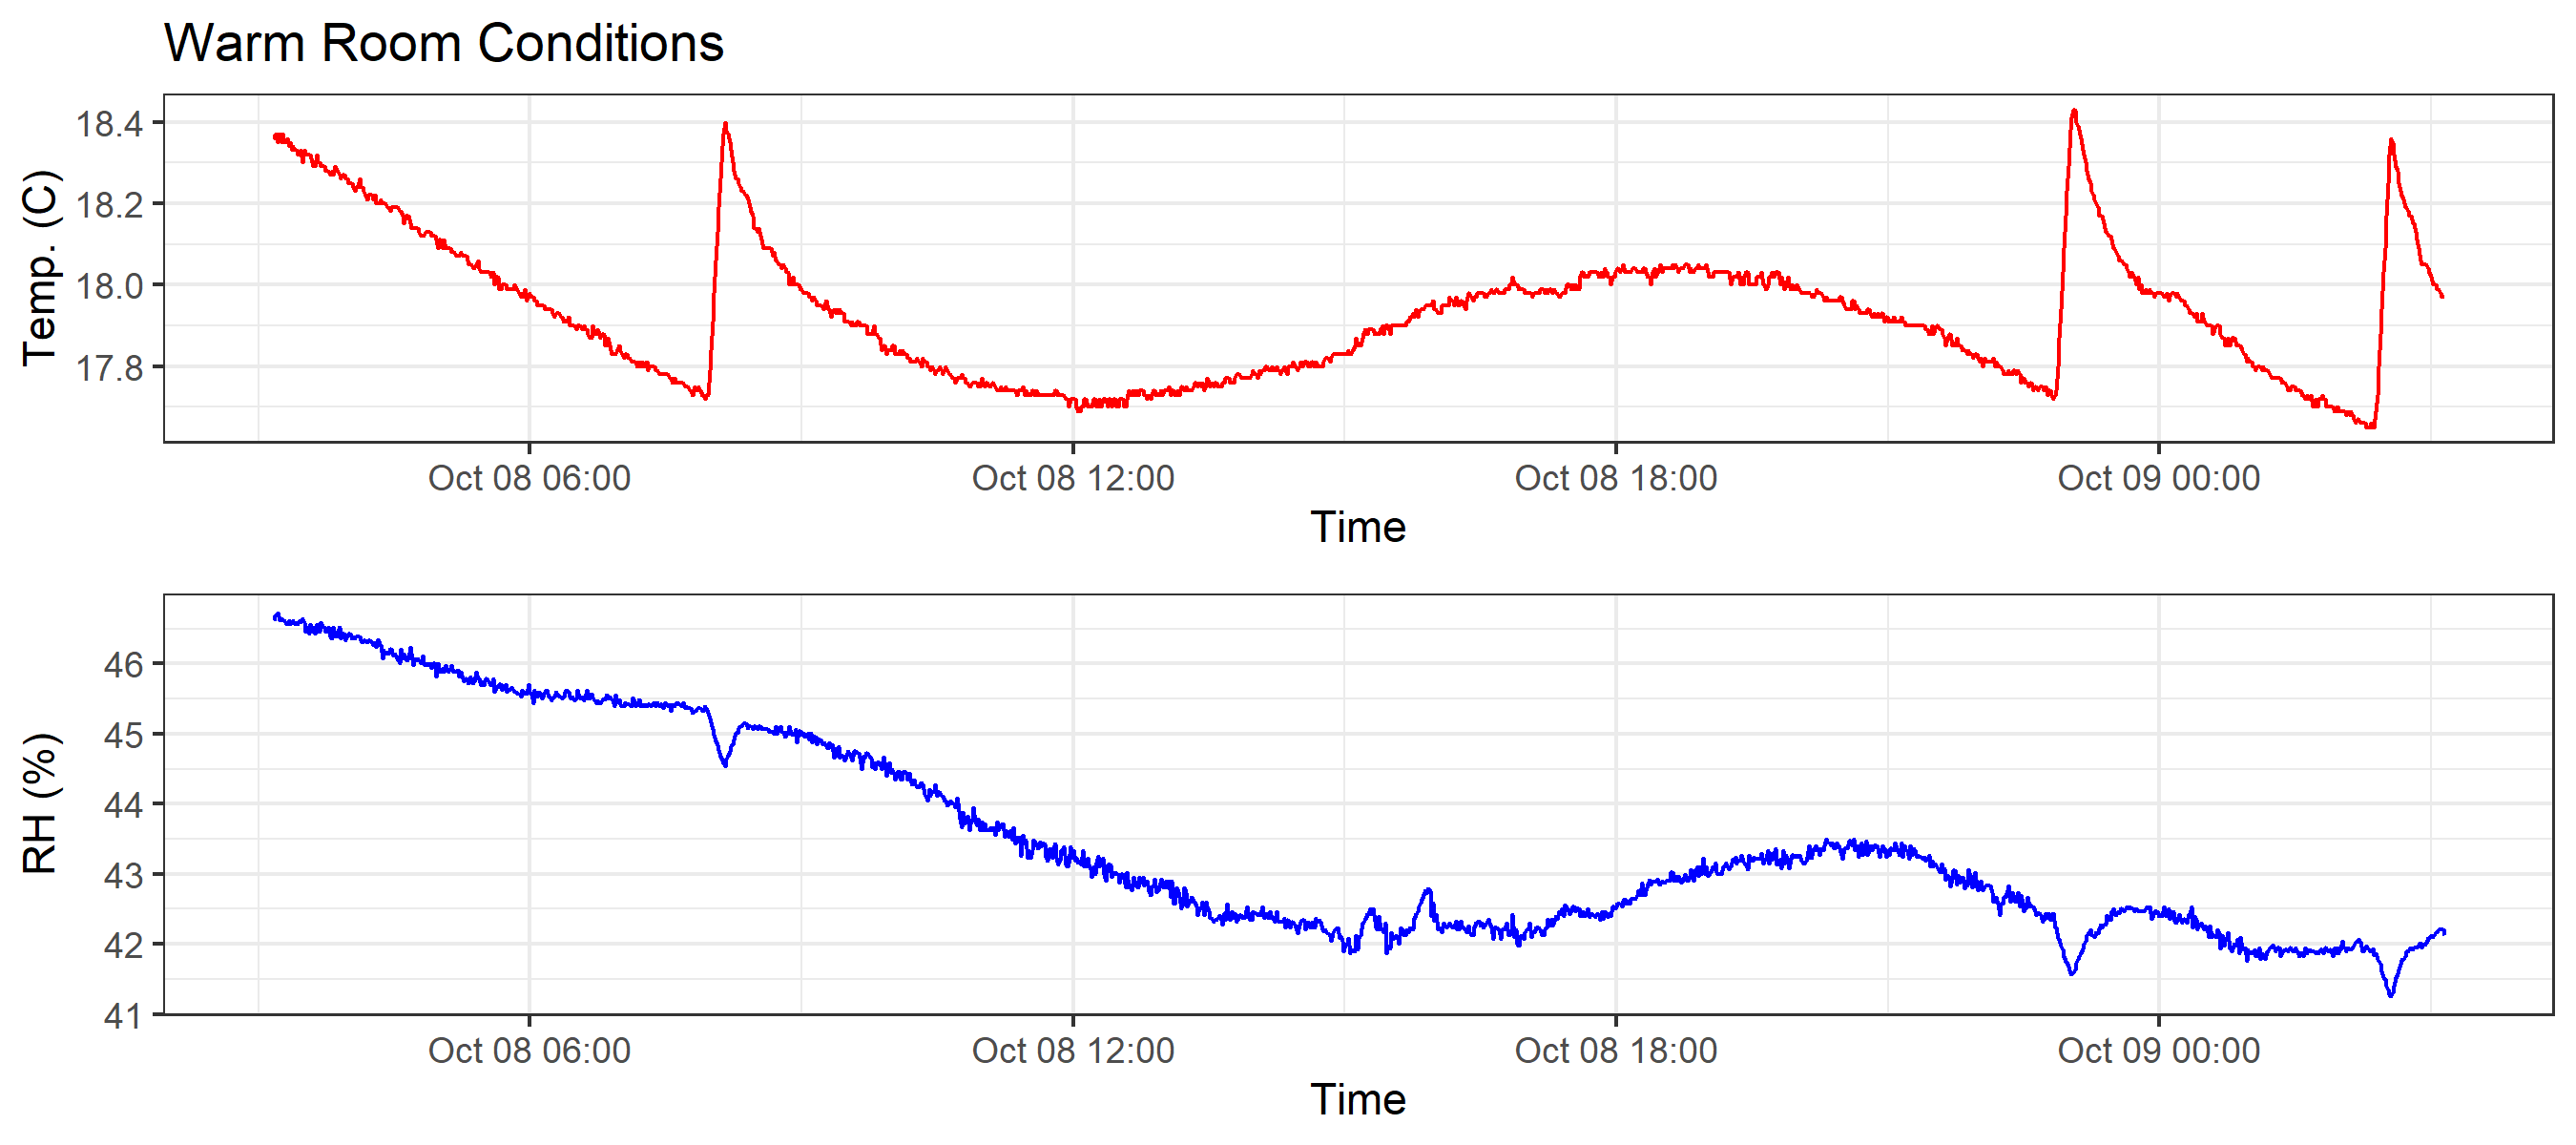 Warm Room Conditions
Temp. (C)
18.4
18.2
18.0
17.8
Oct 08 06:00 Oct 08 12:00 Oct 08 18:00 Oct 09 00:00
Time
RH (%)
46
45
44
43
42
41
Oct 08 06:00 Oct 08 12:00 Oct 08 18:00 Oct 09 00:00
Time